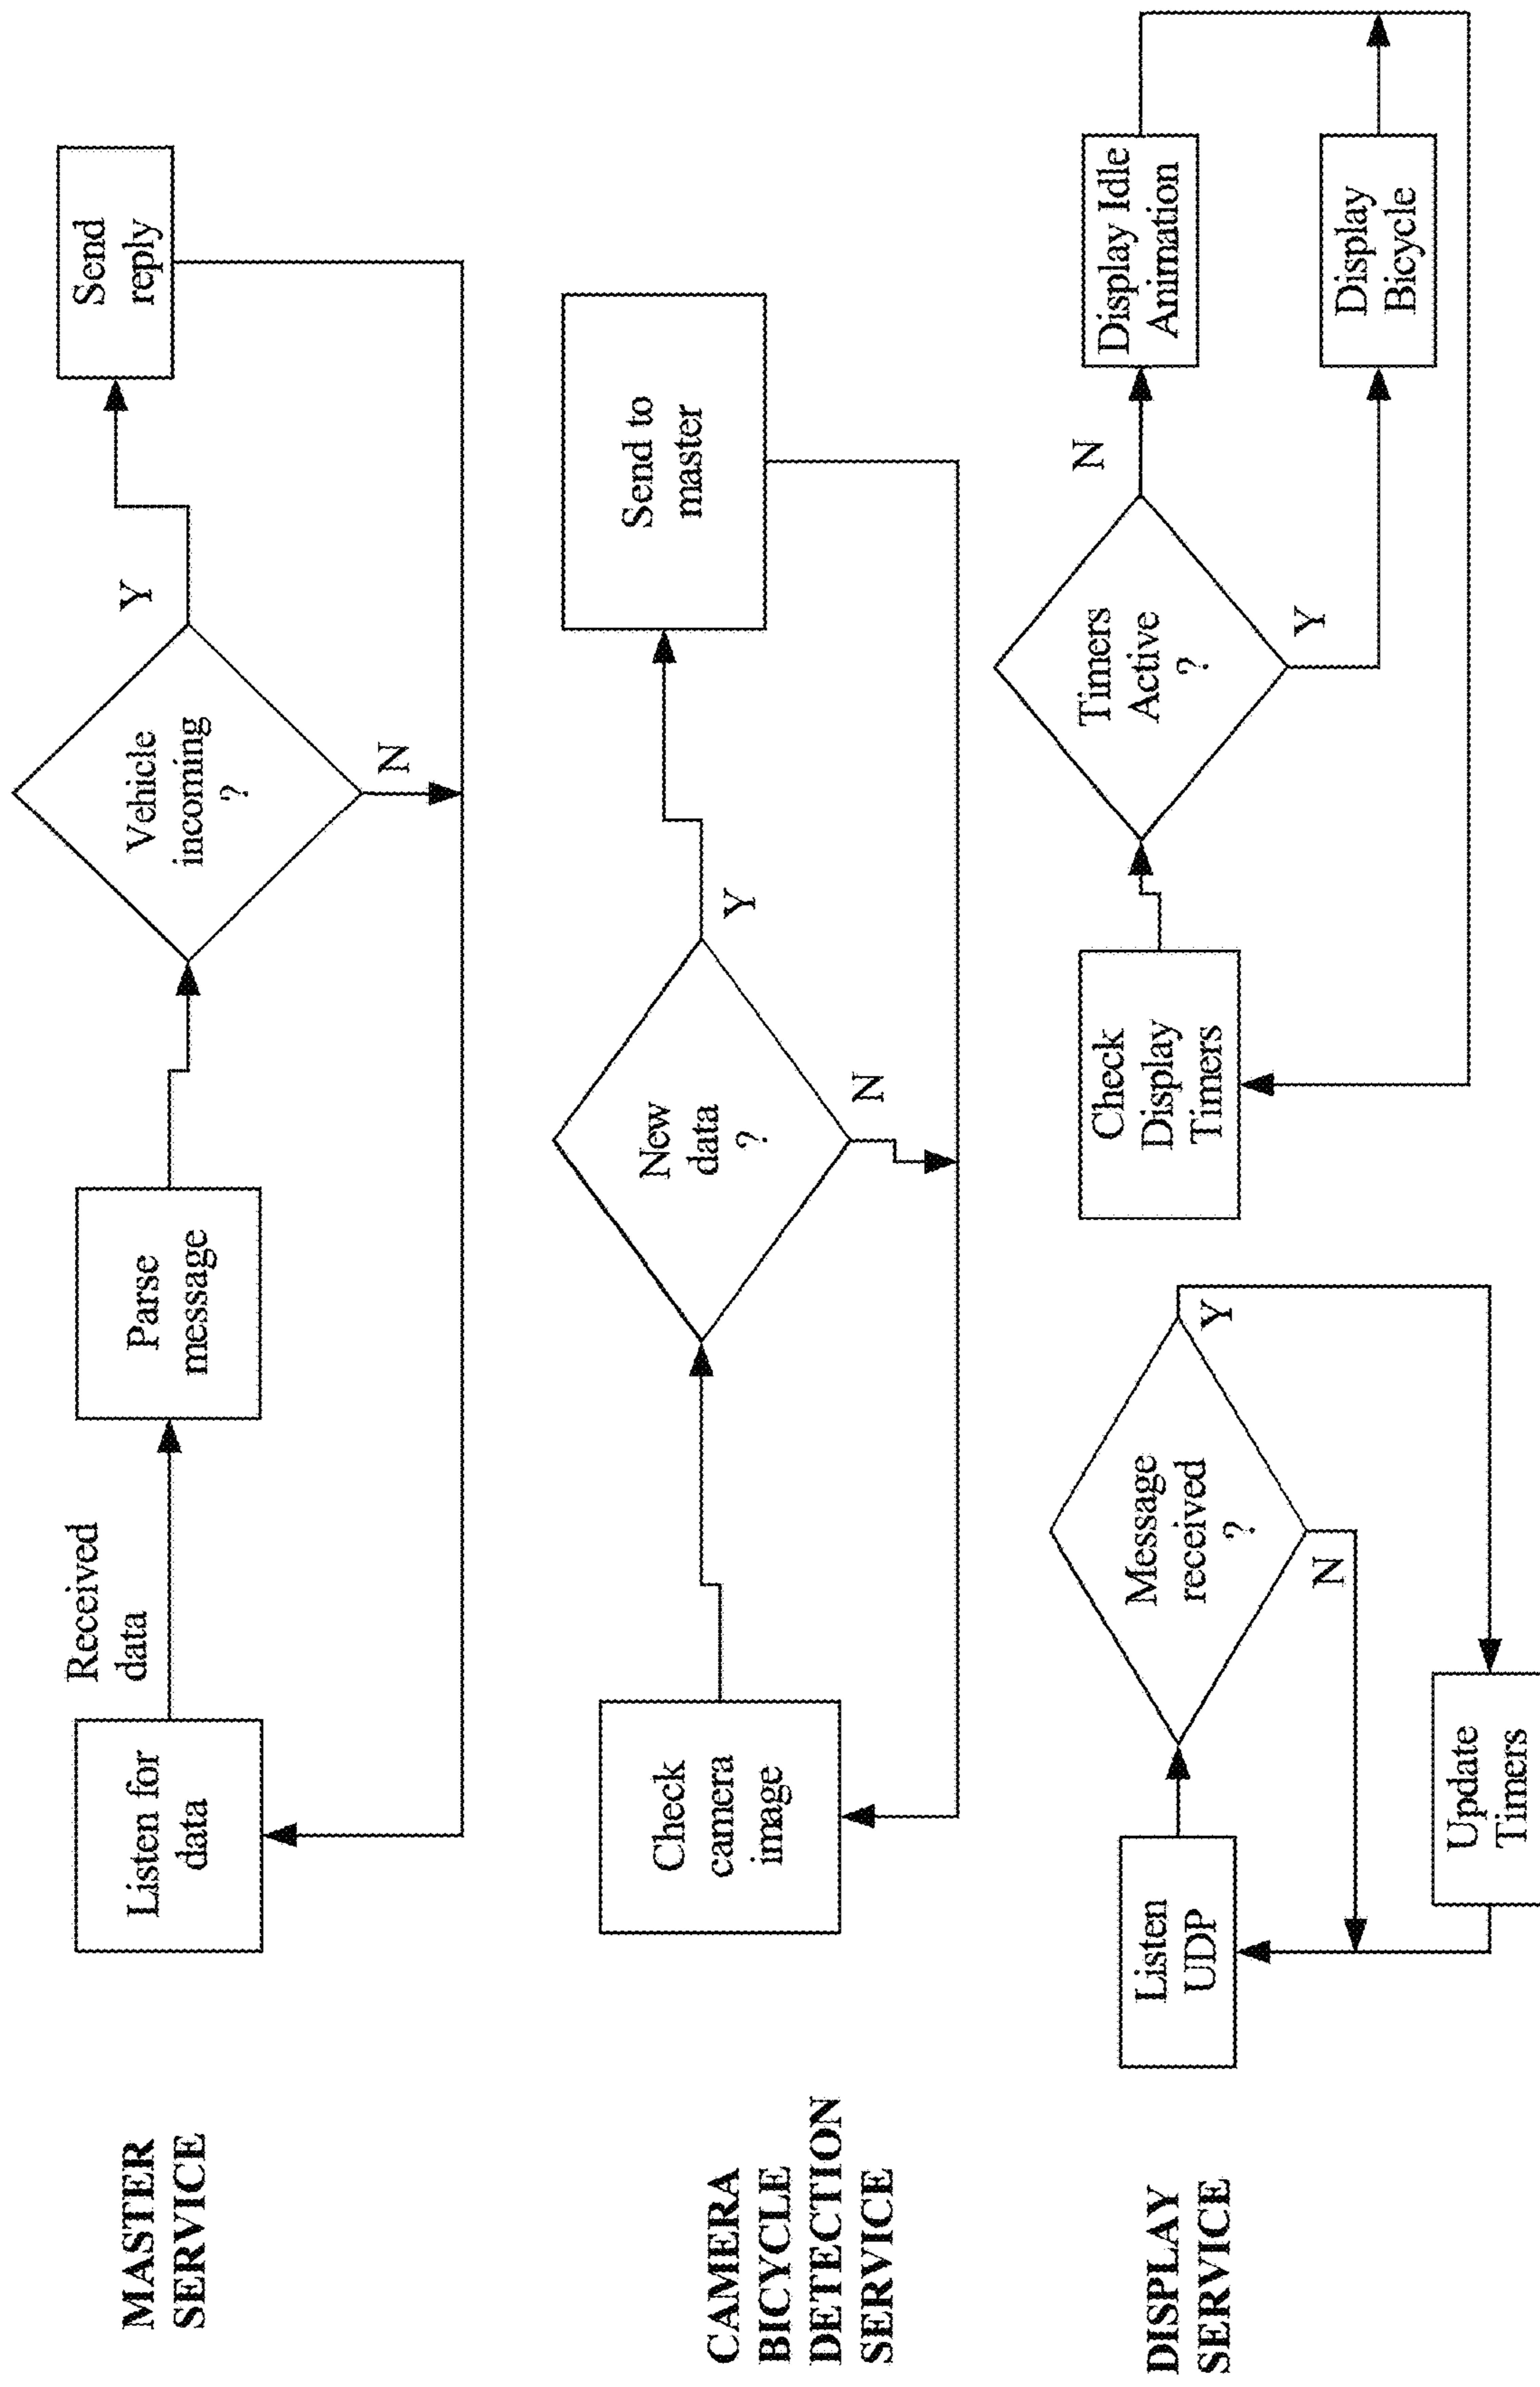 MASTER
SERVICE
Listen for
data
Received
data
Parse
message
Vehicle
incoming
?
Y
N
Send
reply
CAMERA
BICYCLE
DETECTION
SERVICE
Check
camera
image
New
data
?
Y
N
Send to
master
DISPLAY
SERVICE
Listen
UDP
Message
received
?
Y
N
Update
Timers
Check
Display
Timers
Timers
Active
?
N
Y
Display Idle
Animation
Display
Bicycle